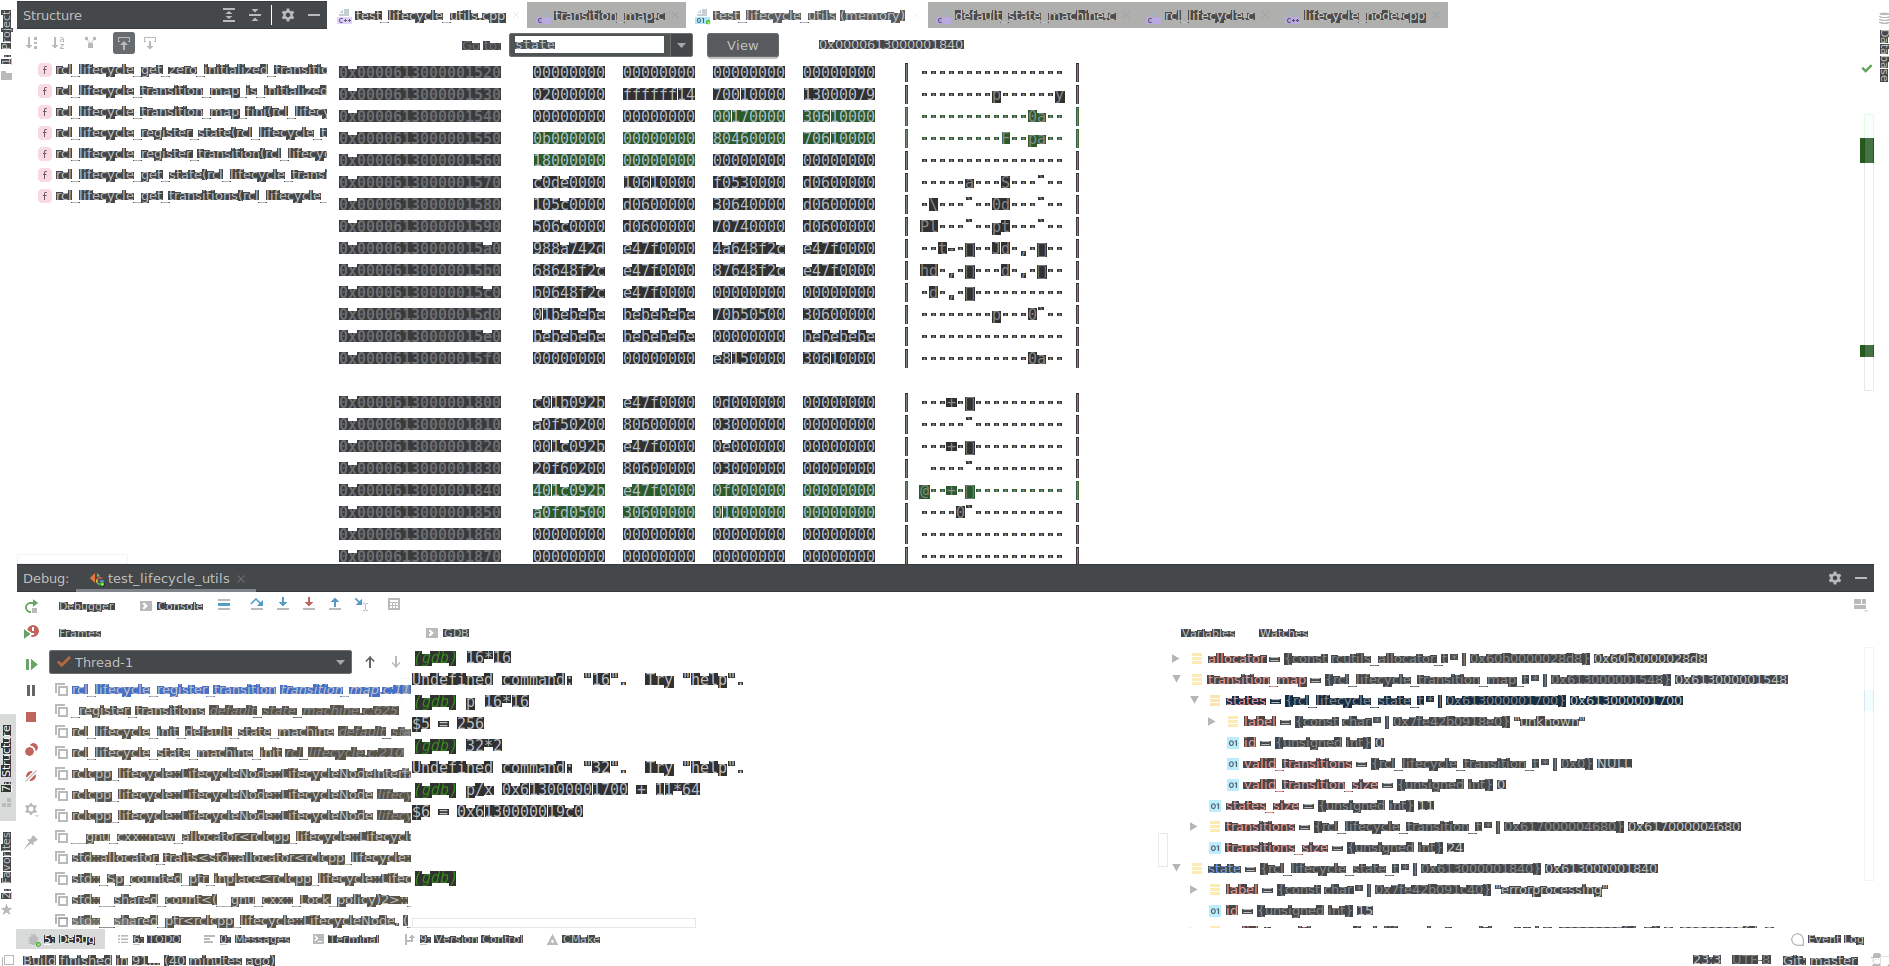 Structure
test_lifecycle_utils.cpp
transition_map.c
test_lifecycle_utils (memory)
default_state_machine.c
rcl_lifecycle.c
lifecycle_node.cpp
Go to:
state
View
0x0000613000001840
rcl_lifecycle_get_zero_initialized_transitio
rcl_lifecycle_transition_map_is_initialized
rcl_lifecycle_transition_map_fini(rcl_lifecy
rcl_lifecycle_register_state(rcl_lifecycle_t
rcl_lifecycle_register_transition(rcl_lifecy
rcl_lifecycle_get_state(rcl_lifecycle_trans
rcl_lifecycle_get_transitions(rcl_lifecycle_
0x0000613000001520 00000000 00000000 00000000 00000000
0x0000613000001530 02000000 ffffff14 70010000 13000079
0x0000613000001540 00000000 00000000 00170000 30610000
0x0000613000001550 0b000000 00000000 80460000 70610000
0x0000613000001560 18000000 00000000 00000000 00000000
0x0000613000001570 c0de0000 10610000 f0530000 d0600000
0x0000613000001580 105c0000 d0600000 30640000 d0600000
0x0000613000001590 506c0000 d0600000 70740000 d0600000
0x00006130000015a0 988a742d e47f0000 4a648f2c e47f0000
0x00006130000015b0 68648f2c e47f0000 87648f2c e47f0000
0x00006130000015c0 b0648f2c e47f0000 00000000 00000000
0x00006130000015d0 01bebebe bebebebe 70b50500 30600000
0x00006130000015e0 bebebebe bebebebe 00000000 bebebebe
0x00006130000015f0 00000000 00000000 e8150000 30610000
0x0000613000001800 c01b092b e47f0000 0d000000 00000000
0x0000613000001810 a0f50200 80600000 03000000 00000000
0x0000613000001820 001c092b e47f0000 0e000000 00000000
0x0000613000001830 20f60200 80600000 03000000 00000000
0x0000613000001840 401c092b e47f0000 0f000000 00000000
0x0000613000001850 a0fd0500 30600000 01000000 00000000
0x0000613000001860 00000000 00000000 00000000 00000000
0x0000613000001870 00000000 00000000 00000000 00000000
Debug: test_lifecycle_utils
Debugger Console
Frames
Thread-1
rcl_lifecycle_register_transition transition_map.c:11
_register_transitions default_state_machine.c:625
rcl_lifecycle_init_default_state_machine default_sta
rcl_lifecycle_state_machine_init rcl_lifecycle.c:210
rclcpp_lifecycle::LifecycleNode::LifecycleNodeInterf
rclcpp_lifecycle::LifecycleNode::LifecycleNode lifecy
rclcpp_lifecycle::LifecycleNode::LifecycleNode lifecy
__gnu_cxx::new_allocator<rclcpp_lifecycle::Lifecycl
std::allocator_traits<std::allocator<rclcpp_lifecycle:
std::_Sp_counted_ptr_inplace<rclcpp_lifecycle::Lifec
std::__shared_count<(__gnu_cxx::_Lock_policy)2>::
std::__shared_ptr<rclcpp_lifecycle::LifecycleNode, (
GDB
(gdb) 16*16
Undefined command: "16". Try "help".
(gdb) p 16*16
$5 = 256
(gdb) 32*2
Undefined command: "32". Try "help".
(gdb) p/x 0x613000001700 + 11*64
$6 = 0x6130000019c0
(gdb)
Variables Watches
allocator = {const rcutils_allocator_t * | 0x60b0000028d8} 0x60b0000028d8
transition_map = {rcl_lifecycle_transition_map_t * | 0x613000001548} 0x613000001548
states = {rcl_lifecycle_state_t * | 0x613000001700} 0x613000001700
label = {const char * | 0x7fe42b0918e0} "unknown"
id = {unsigned int} 0
valid_transitions = {rcl_lifecycle_transition_t * | 0x0} NULL
valid_transition_size = {unsigned int} 0
states_size = {unsigned int} 11
transitions = {rcl_lifecycle_transition_t * | 0x617000004680} 0x617000004680
transitions_size = {unsigned int} 24
state = {rcl_lifecycle_state_t * | 0x613000001840} 0x613000001840
label = {const char * | 0x7fe42b091c40} "errorprocessing"
id = {unsigned int} 15
5: Debug 6: TODO 0: Messages Terminal 9: Version Control CMake
Event Log
Build finished in 91... (40 minutes ago)
23:3 UTF-8 Git: master
1: Project
7: Structure
2: Favorites
Database